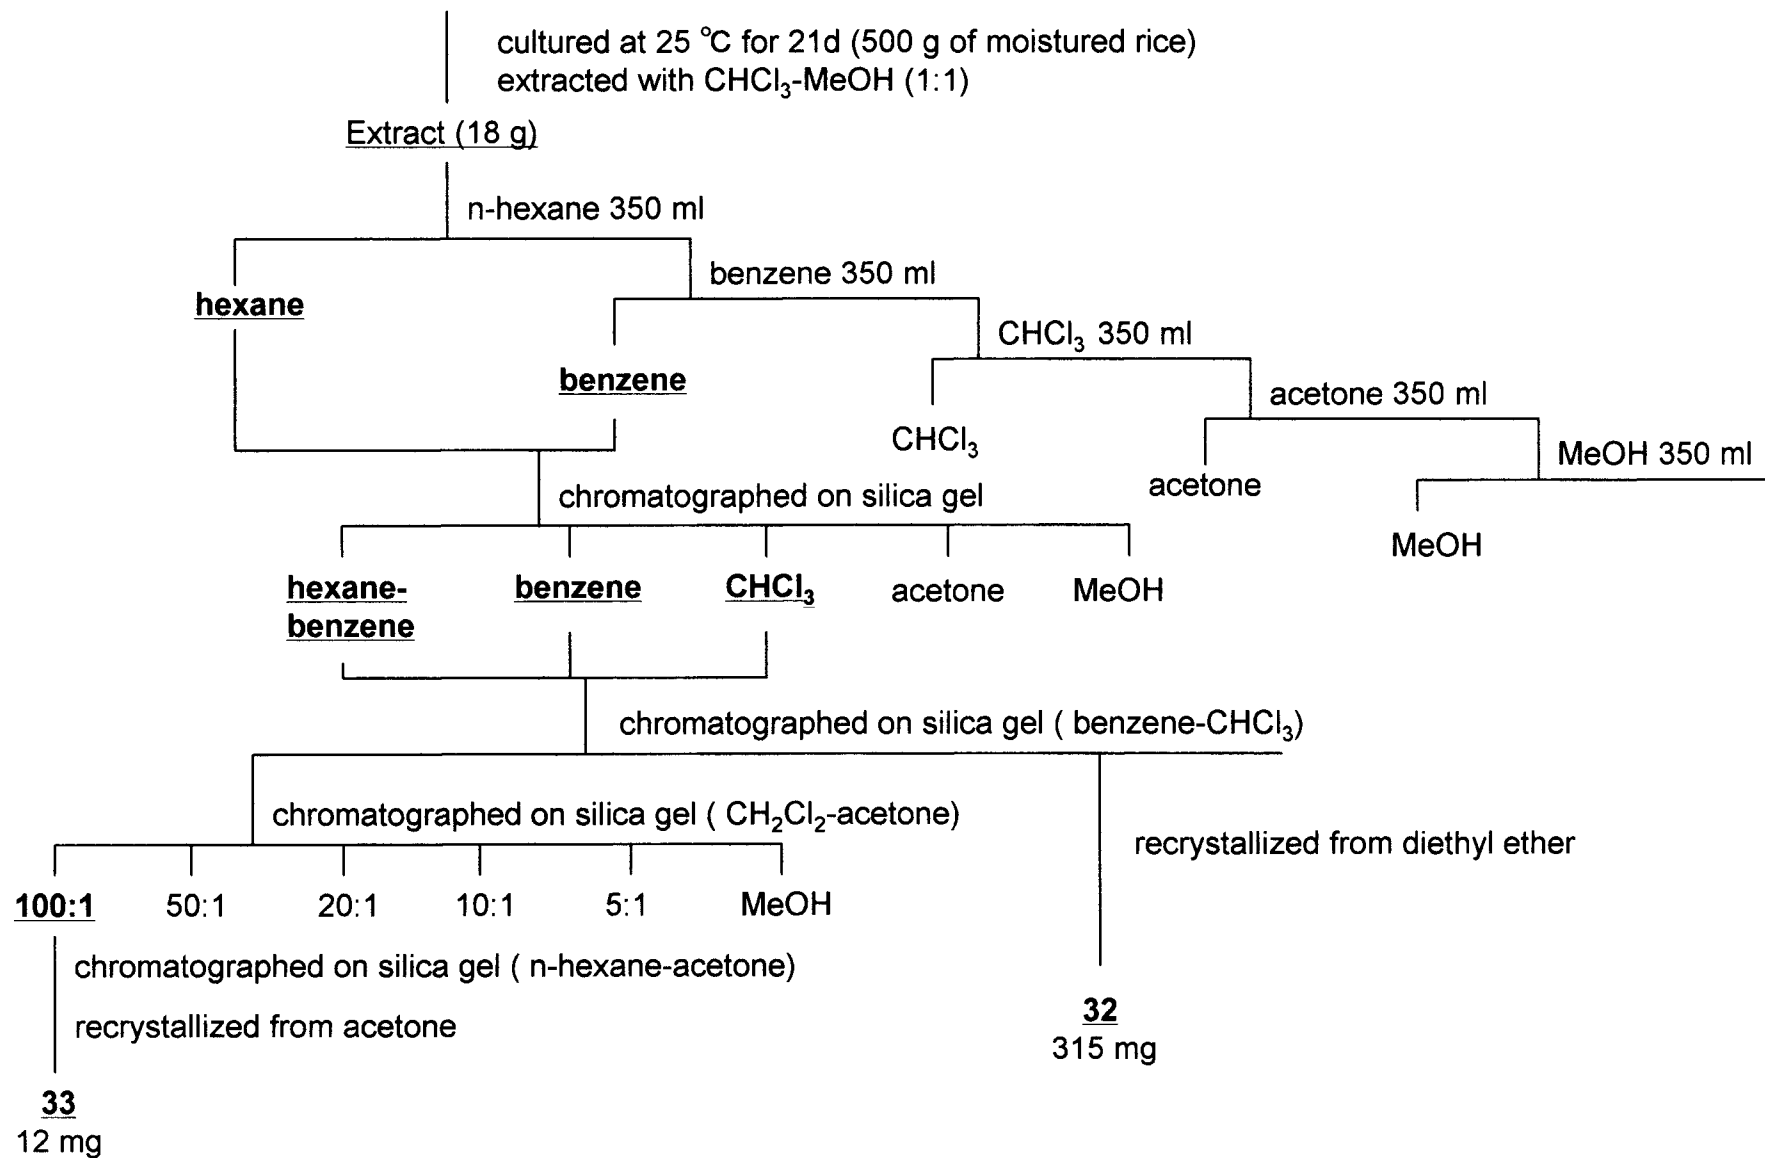 cultured at 25 ℃ for 21d (500 g of moistured rice)
extracted with CHCl₃-MeOH (1:1)
Extract (18 g)
n-hexane 350 ml
benzene 350 ml
hexane
CHCl₃ 350 ml
benzene
acetone 350 ml
CHCl₃
MeOH 350 ml
acetone
chromatographed on silica gel
MeOH
hexane-
benzene
benzene
CHCl₃
acetone
MeOH
chromatographed on silica gel ( benzene-CHCl₃)
chromatographed on silica gel ( CH₂Cl₂-acetone)
recrystallized from diethyl ether
100:1
50:1
20:1
10:1
5:1
MeOH
chromatographed on silica gel ( n-hexane-acetone)
recrystallized from acetone
32
315 mg
33
12 mg